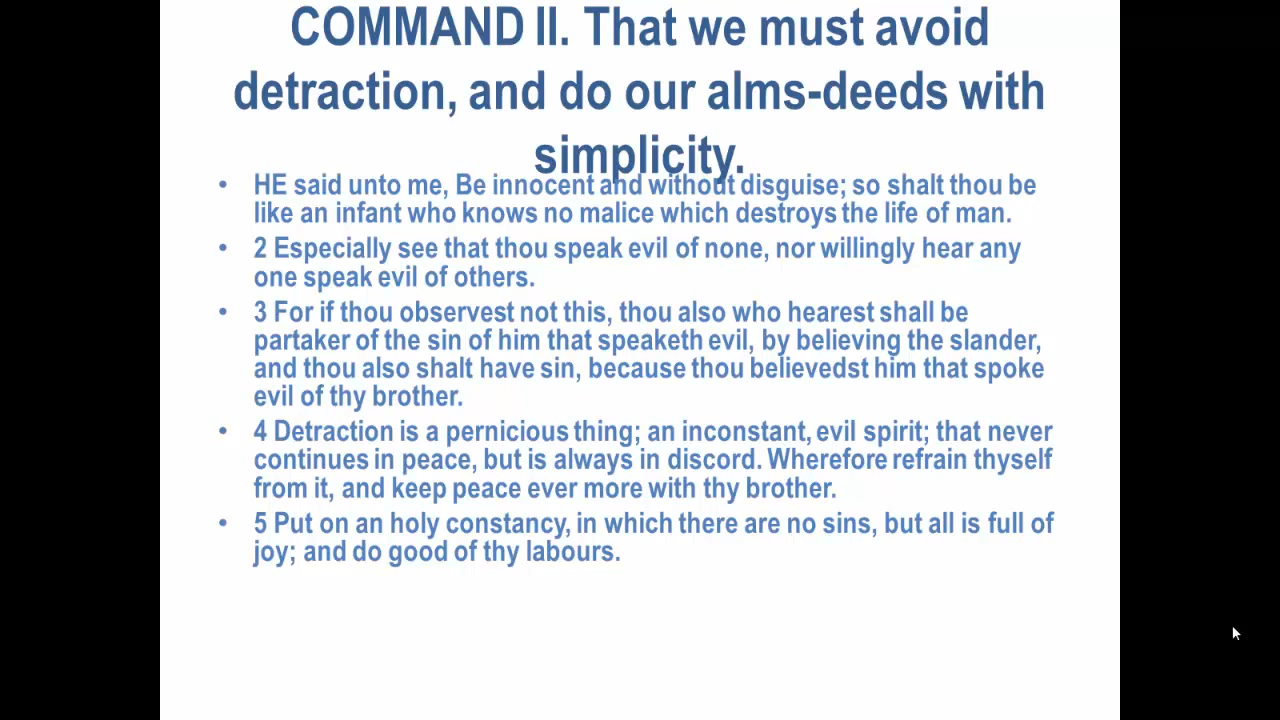 COMMAND II. That we must avoid
detraction, and do our alms-deeds with
simplicity.
• HE said unto me, Be innocent and without disguise; so shalt thou be
like an infant who knows no malice which destroys the life of man.
• 2 Especially see that thou speak evil of none, nor willingly hear any
one speak evil of others.
• 3 For if thou observest not this, thou also who hearest shall be
partaker of the sin of him that speaketh evil, by believing the slander,
and thou also shalt have sin, because thou believedst him that spoke
evil of thy brother.
• 4 Detraction is a pernicious thing; an inconstant, evil spirit; that never
continues in peace, but is always in discord. Wherefore refrain thyself
from it, and keep peace ever more with thy brother.
• 5 Put on an holy constancy, in which there are no sins, but all is full of
joy; and do good of thy labours.